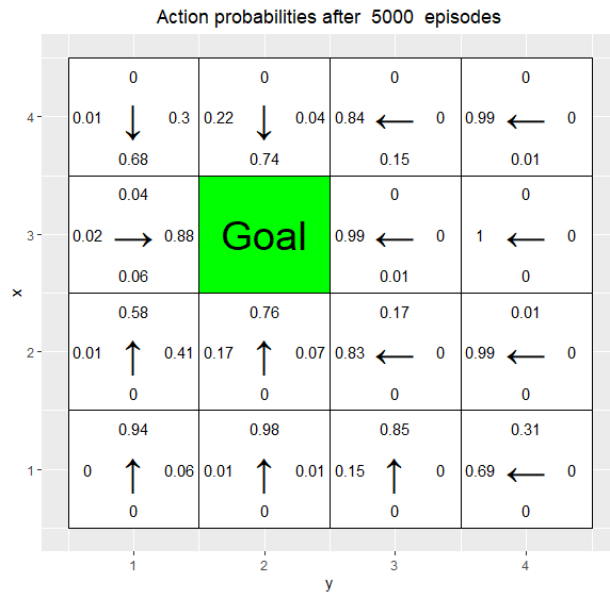 Action probabilities after 5000 episodes
0 0 0 0
4 0.01 0.3 0.22 0.04 0.84 0 0.99 0
0.68 0.74 0.15 0.01
0.04 0 0
3 0.02 0.88 Goal 0.99 0 1 0
0.06 0.01 0
x
0.58 0.76 0.17 0.01
2 0.01 0.41 0.17 0.07 0.83 0 0.99 0
0 0 0 0
0.94 0.98 0.85 0.31
1 0 0.06 0.01 0.01 0.15 0 0.69 0
0 0 0 0
1 2 3 4
y